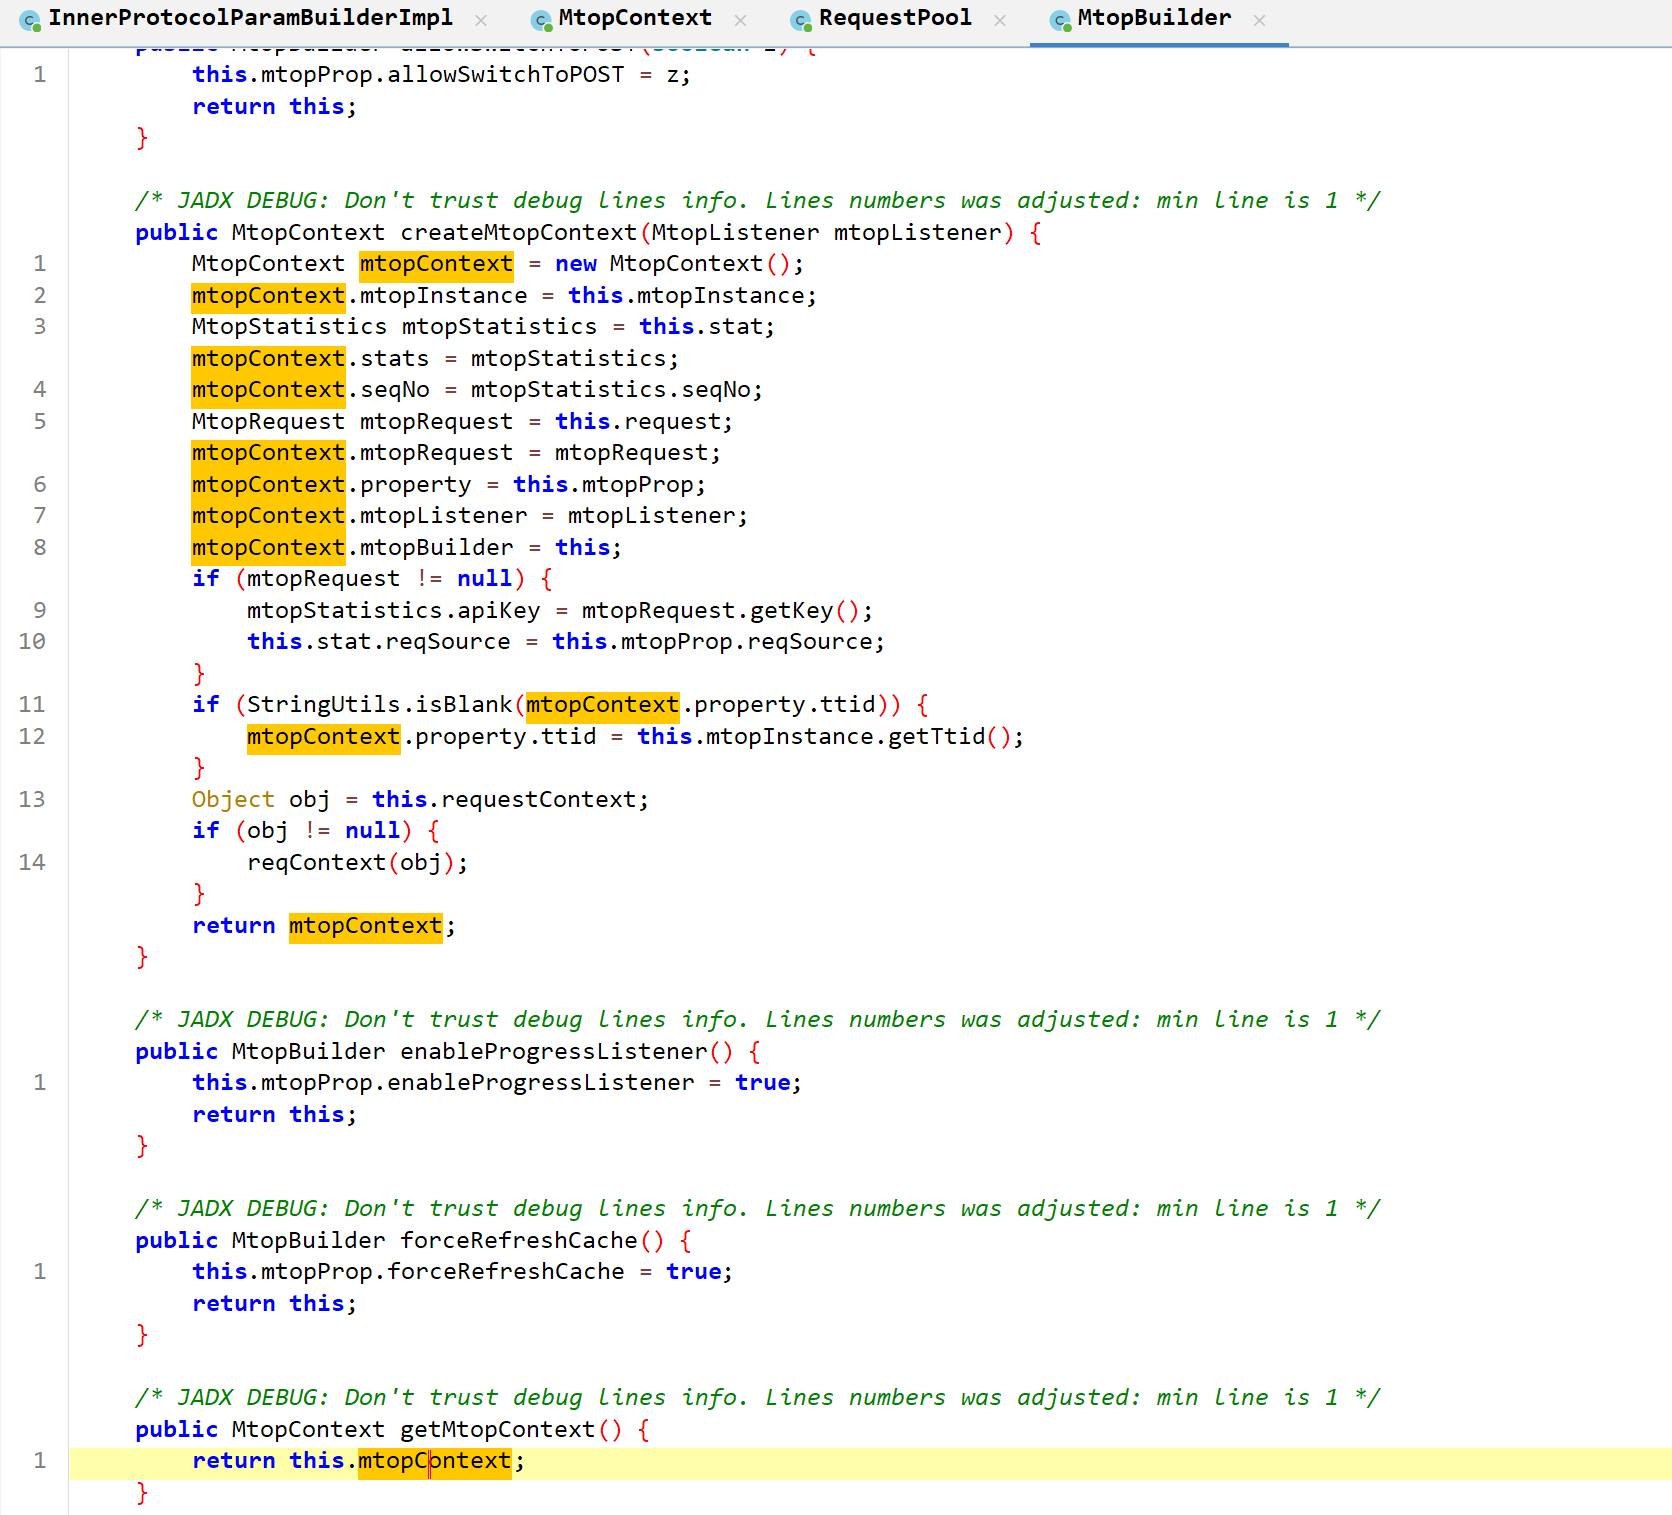 InnerProtocolParamBuilderImpl × MtopContext × RequestPool × MtopBuilder ×
public MtopBuilder allowSwitchToPOST(boolean z) {
1 this.mtopProp.allowSwitchToPOST = z;
return this;
}
/* JADX DEBUG: Don't trust debug lines info. Lines numbers was adjusted: min line is 1 */
public MtopContext createMtopContext(MtopListener mtopListener) {
1 MtopContext mtopContext = new MtopContext();
2 mtopContext.mtopInstance = this.mtopInstance;
3 MtopStatistics mtopStatistics = this.stat;
mtopContext.stats = mtopStatistics;
4 mtopContext.seqNo = mtopStatistics.seqNo;
5 MtopRequest mtopRequest = this.request;
mtopContext.mtopRequest = mtopRequest;
6 mtopContext.property = this.mtopProp;
7 mtopContext.mtopListener = mtopListener;
8 mtopContext.mtopBuilder = this;
if (mtopRequest != null) {
9 mtopStatistics.apiKey = mtopRequest.getKey();
10 this.stat.reqSource = this.mtopProp.reqSource;
}
11 if (StringUtils.isBlank(mtopContext.property.ttid)) {
12 mtopContext.property.ttid = this.mtopInstance.getTtid();
}
13 Object obj = this.requestContext;
if (obj != null) {
14 reqContext(obj);
}
return mtopContext;
}
/* JADX DEBUG: Don't trust debug lines info. Lines numbers was adjusted: min line is 1 */
public MtopBuilder enableProgressListener() {
1 this.mtopProp.enableProgressListener = true;
return this;
}
/* JADX DEBUG: Don't trust debug lines info. Lines numbers was adjusted: min line is 1 */
public MtopBuilder forceRefreshCache() {
1 this.mtopProp.forceRefreshCache = true;
return this;
}
/* JADX DEBUG: Don't trust debug lines info. Lines numbers was adjusted: min line is 1 */
public MtopContext getMtopContext() {
1 return this.mtopContext;
}